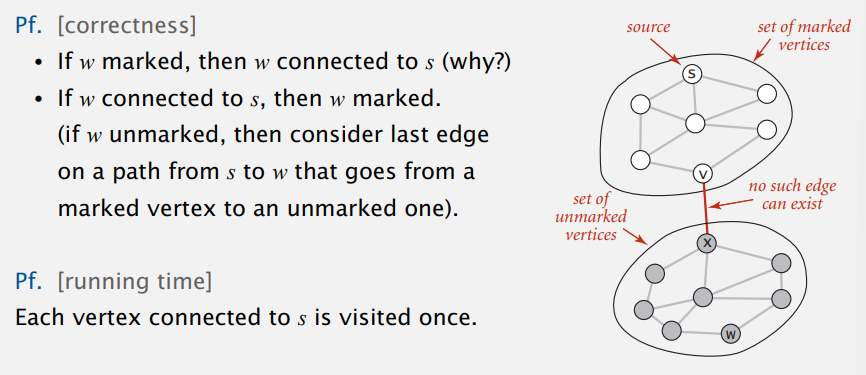 Pf. [correctness]
• If w marked, then w connected to s (why?)
• If w connected to s, then w marked.
(if w unmarked, then consider last edge
on a path from s to w that goes from a
marked vertex to an unmarked one).
Pf. [running time]
Each vertex connected to s is visited once.
source
set of marked
vertices
s
v
set of
unmarked
vertices
no such edge
can exist
x
w